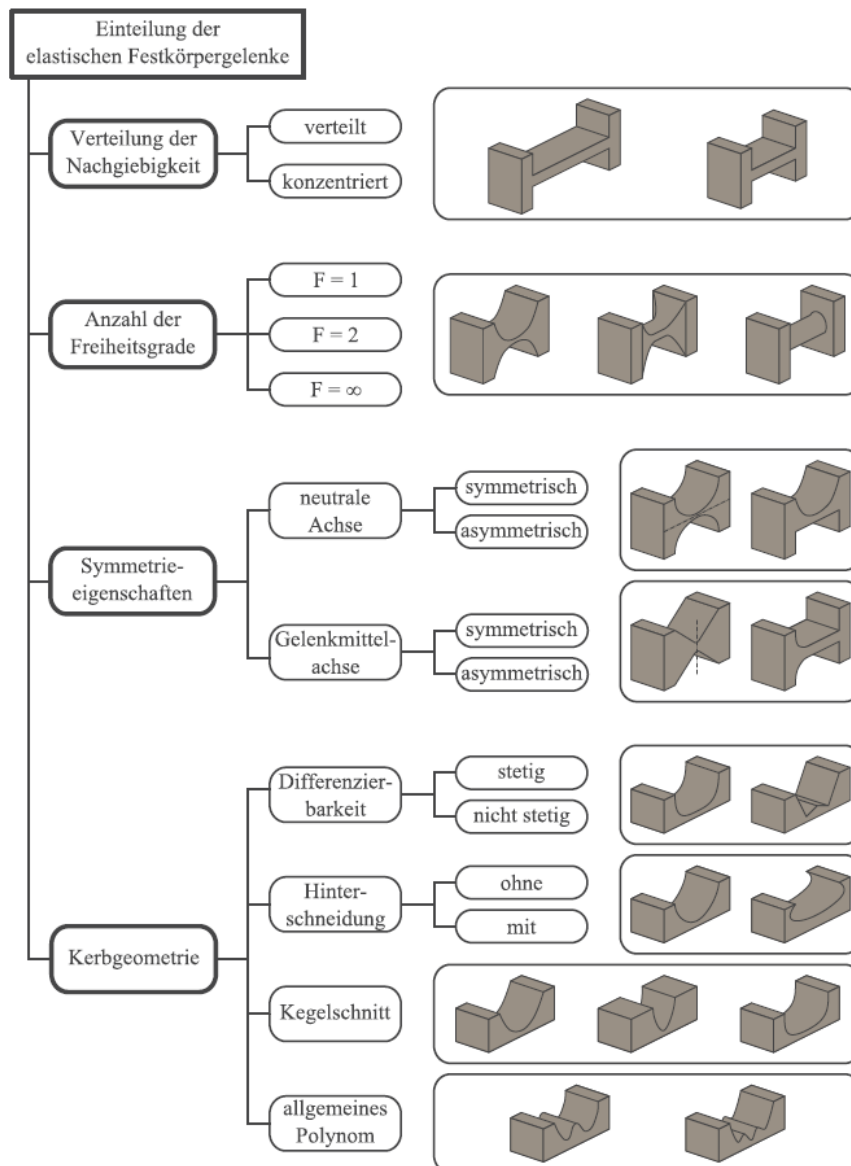 Einteilung der
elastischen Festkörpergelenke
Verteilung der
Nachgiebigkeit
verteilt
konzentriert
Anzahl der
Freiheitsgrade
F = 1
F = 2
F = ∞
Symmetrie-
eigenschaften
neutrale
Achse
symmetrisch
asymmetrisch
Gelenkmittel-
achse
symmetrisch
asymmetrisch
Kerbgeometrie
Differenzier-
barkeit
stetig
nicht stetig
Hinter-
schneidung
ohne
mit
Kegelschnitt
allgemeines
Polynom